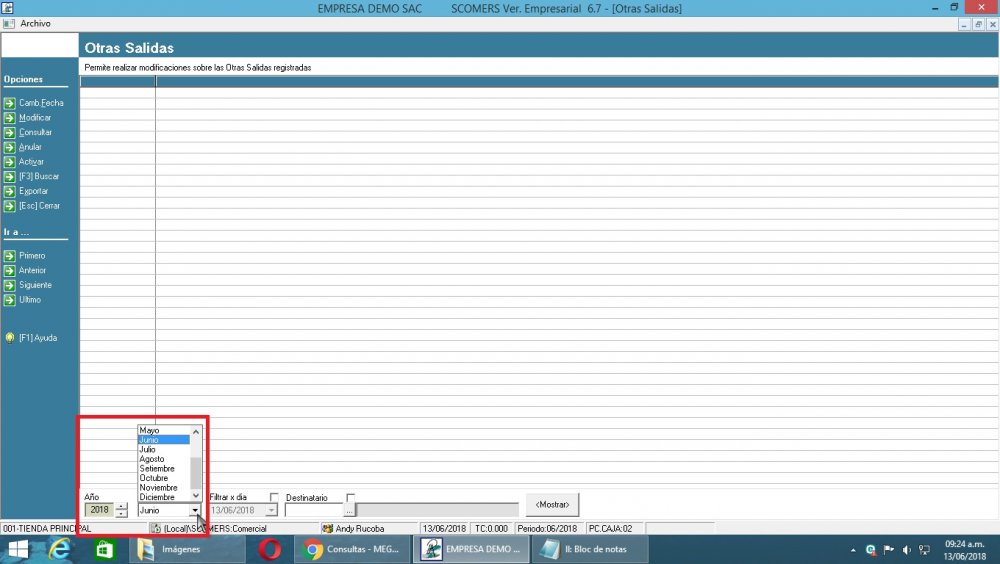 EMPRESA DEMO SAC SCOMERS Ver. Empresarial 6.7 - [Otras Salidas]
Archivo
Otras Salidas
Permite realizar modificaciones sobre las Otras Salidas registradas
Opciones
Camb.Fecha
Modificar
Consultar
Anular
Activar
[F3] Buscar
Exportar
[Esc] Cerrar
Ir a ...
Primero
Anterior
Siguiente
Ultimo
[F1] Ayuda
Mayo
Junio
Julio
Agosto
Setiembre
Octubre
Noviembre
Diciembre
Año
2018
Junio
Filtrar x dia
13/06/2018
Destinatario
...
<Mostrar>
001-TIENDA PRINCIPAL
(Local)\SCOMERS:Comercial
Andy Rucoba
13/06/2018
TC:0.000
Periodo:06/2018
PC.CAJA:02
Imágenes
Consultas - MEG...
EMPRESA DEMO ...
II: Bloc de notas
09:24 a.m.
13/06/2018